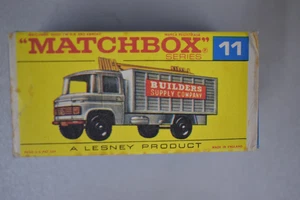 "MATCHBOX"
SERIES
11
BUILDERS
SUPPLY COMPANY
A LESNEY PRODUCT